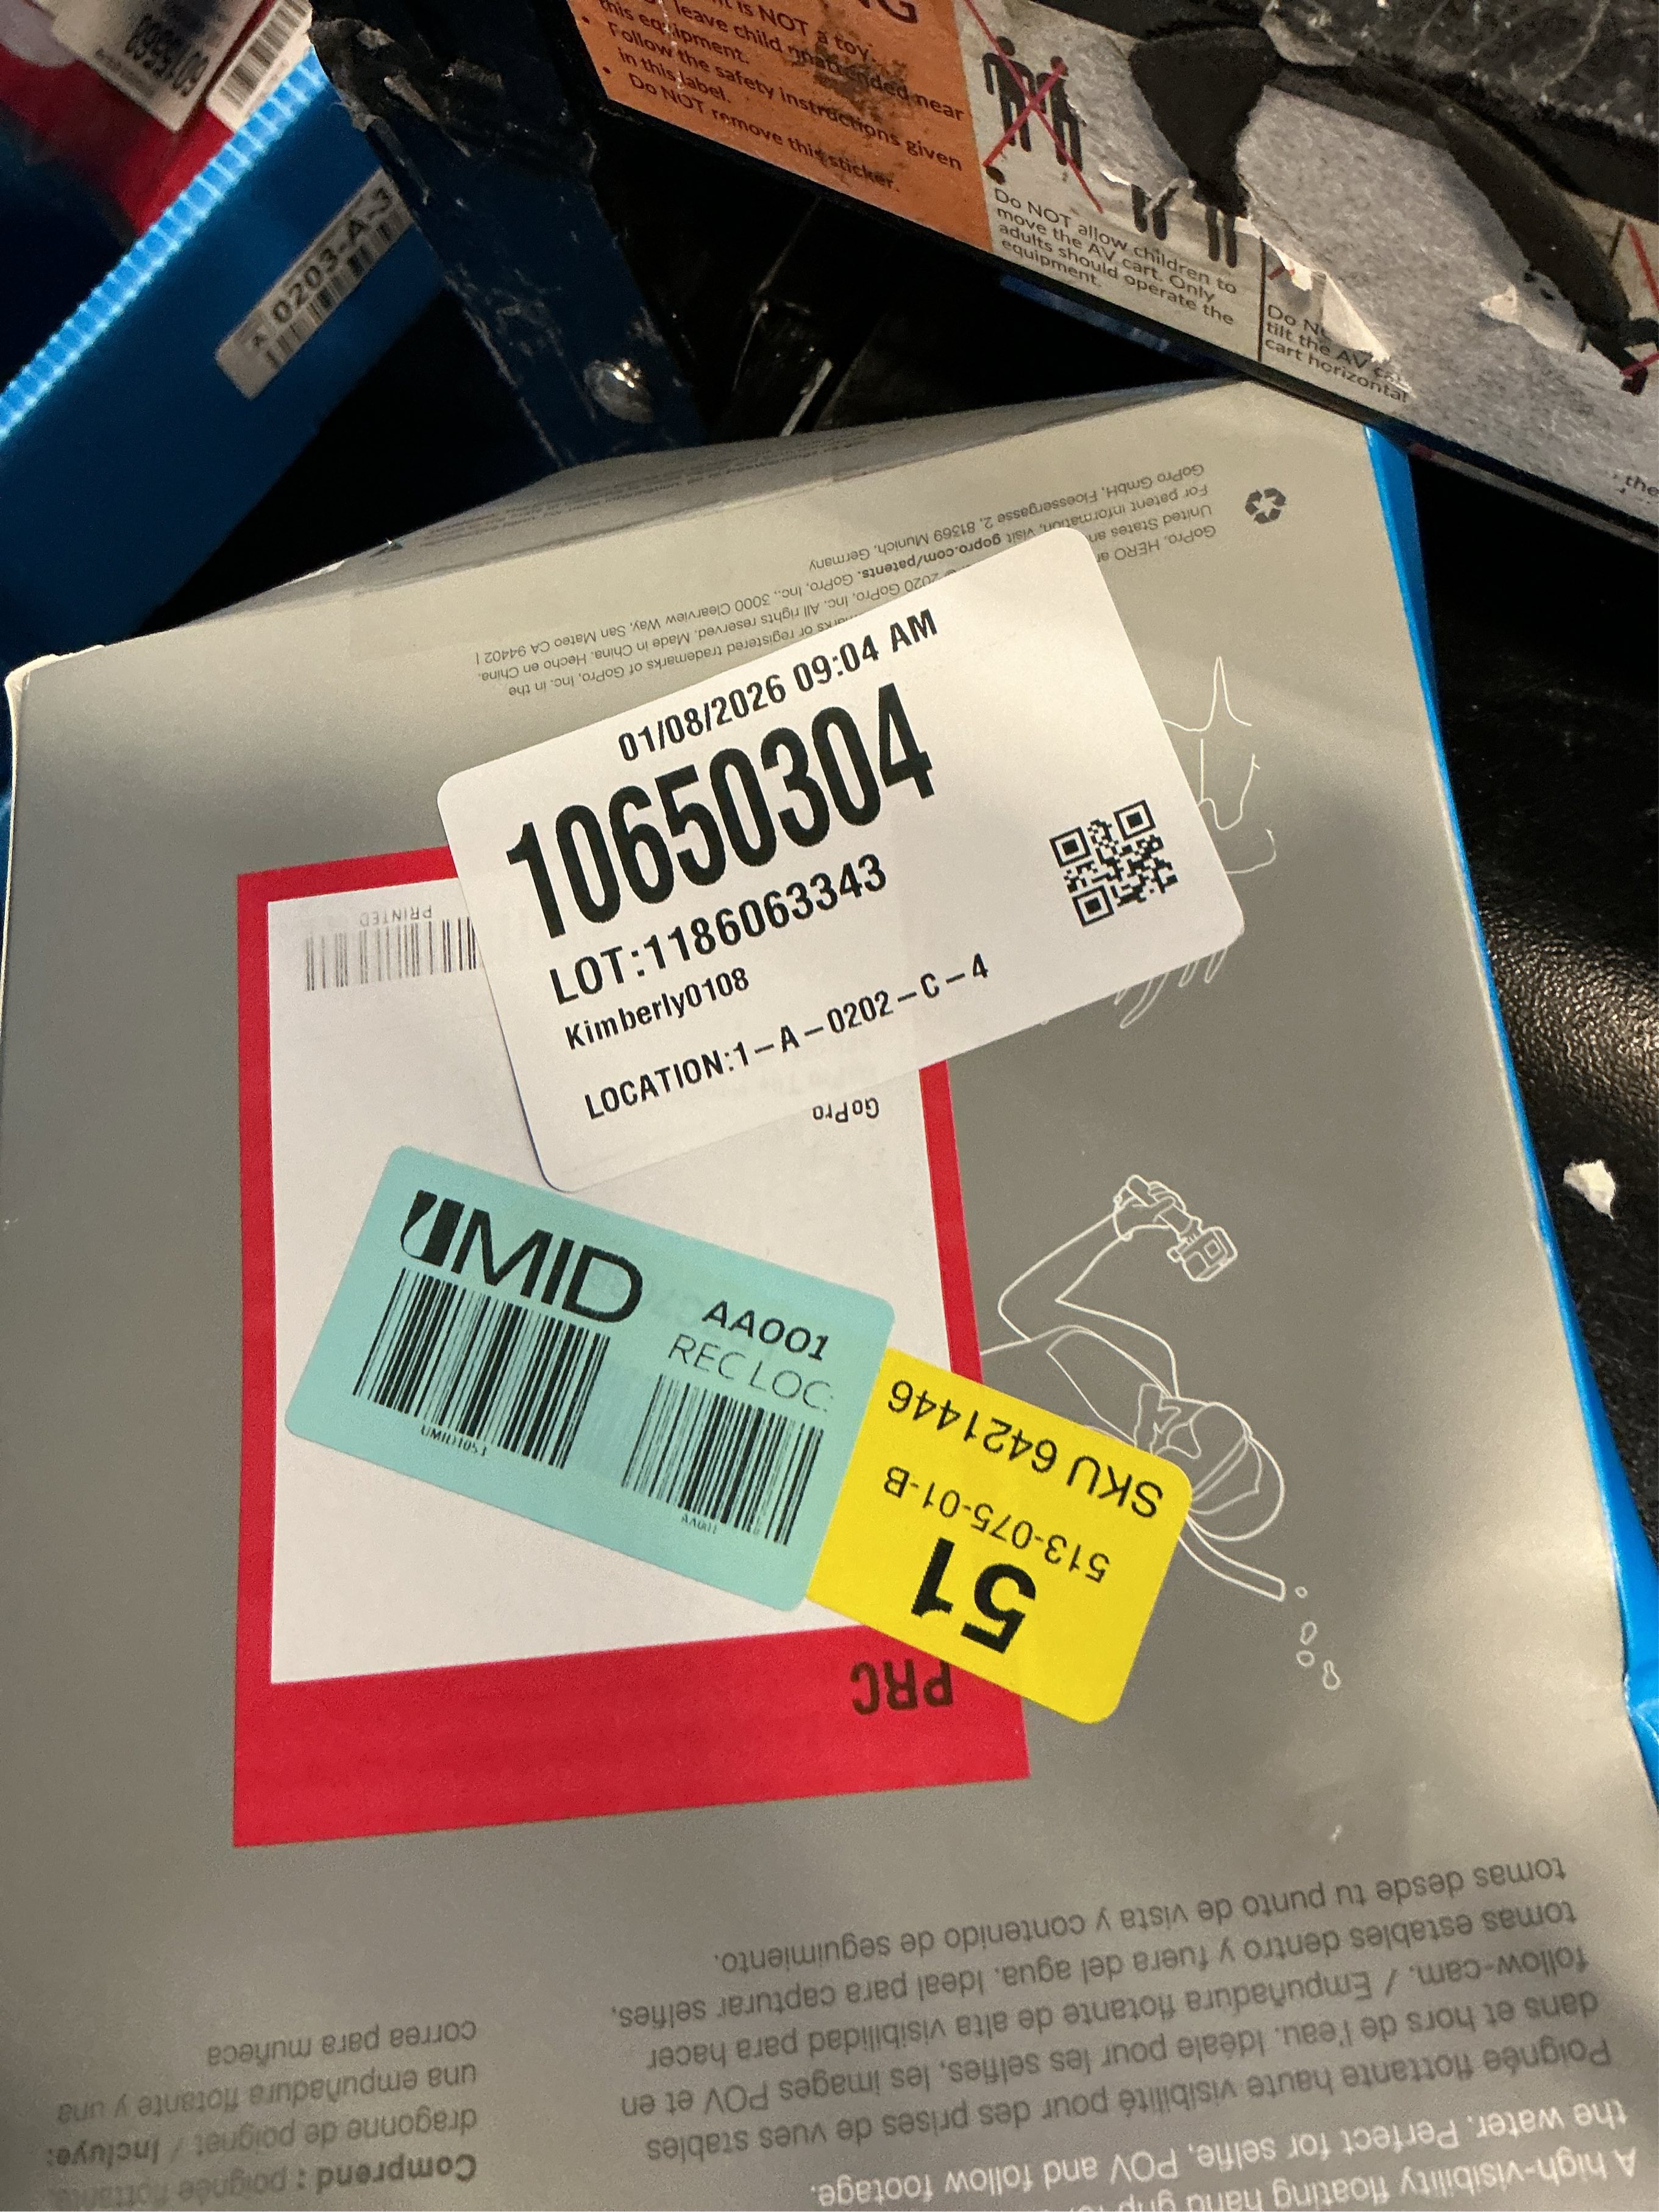 is NOT a toy.
leave child unattended near
this equipment.
Follow the safety instructions given
in this label.
Do NOT remove this sticker.
Do NOT allow children to
move the AV cart. Only
adults should operate the
equipment.
Do
tilt the AV
cart horizontal
the
A 0203-A-3
GoPro, HERO
trademarks of GoPro, Inc. in the
or registered
United States
2020 GoPro, Inc. All rights reserved. Made in China. Hecho en China.
For patent information, visit gopro.com/patents. GoPro, Inc., 3000 Clearview Way, San Mateo CA 94402 |
GoPro GmbH, Floessergasse 2, 81369 Munich, Germany
01/08/2026 09:04 AM
10650304
LOT:1186063343
Kimberly0108
LOCATION:1-A-0202-C-4
PRINTED
GoPro
UMID
AA001
REC LOC:
AA001
51
513-075-01-B
SKU 6421446
PRC
A high-visibility floating hand grip
the water. Perfect for selfie, POV and follow footage.
Poignée flottante haute visibilité pour des prises de vues stables
dans et hors de l'eau. Idéale pour les selfies, les images POV et en
follow-cam. / Empuñadura flotante de alta visibilidad para hacer
tomas estables dentro y fuera del agua. Ideal para capturar selfies,
tomas desde tu punto de vista y contenido de seguimiento.
Comprend : poignée flottante,
dragonne de poignet / Incluye:
una empuñadura flotante y una
correa para muñeca